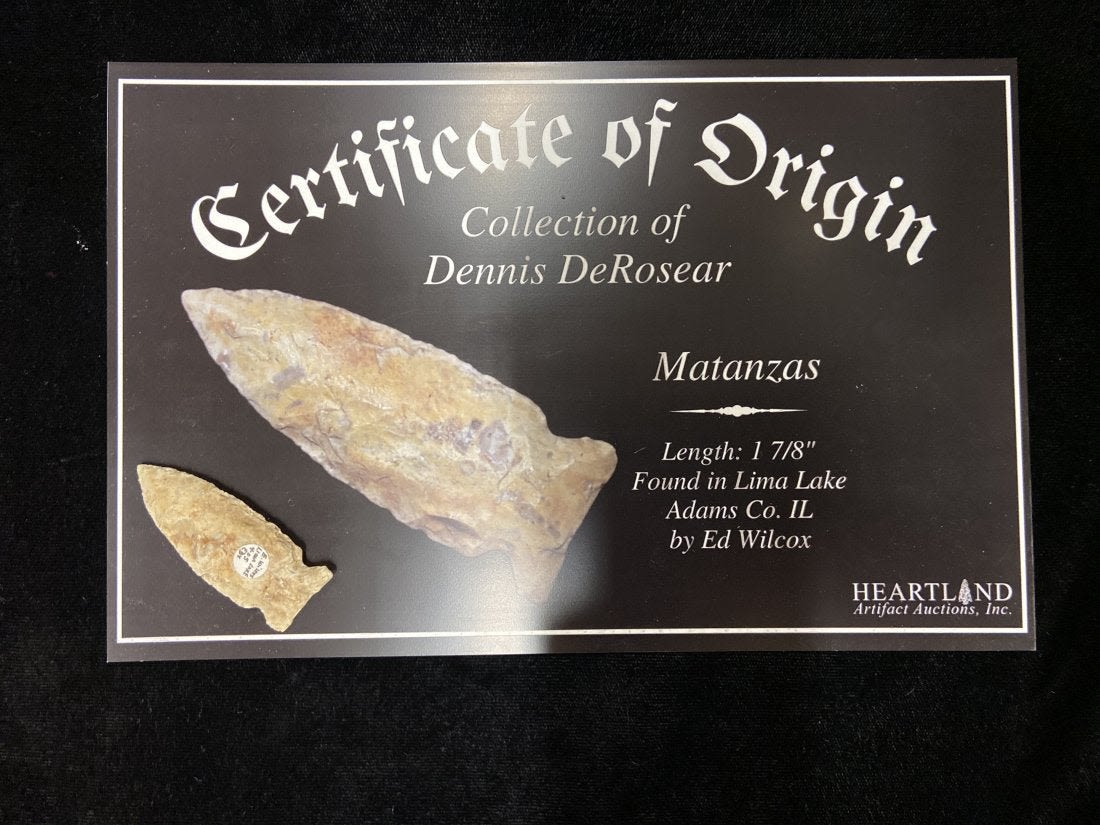 Certificate of Origin
Collection of
Dennis DeRosear
Matanzas
Length: 1 7/8"
Found in Lima Lake
Adams Co. IL
by Ed Wilcox
HEARTLAND
Artifact Auctions, Inc.